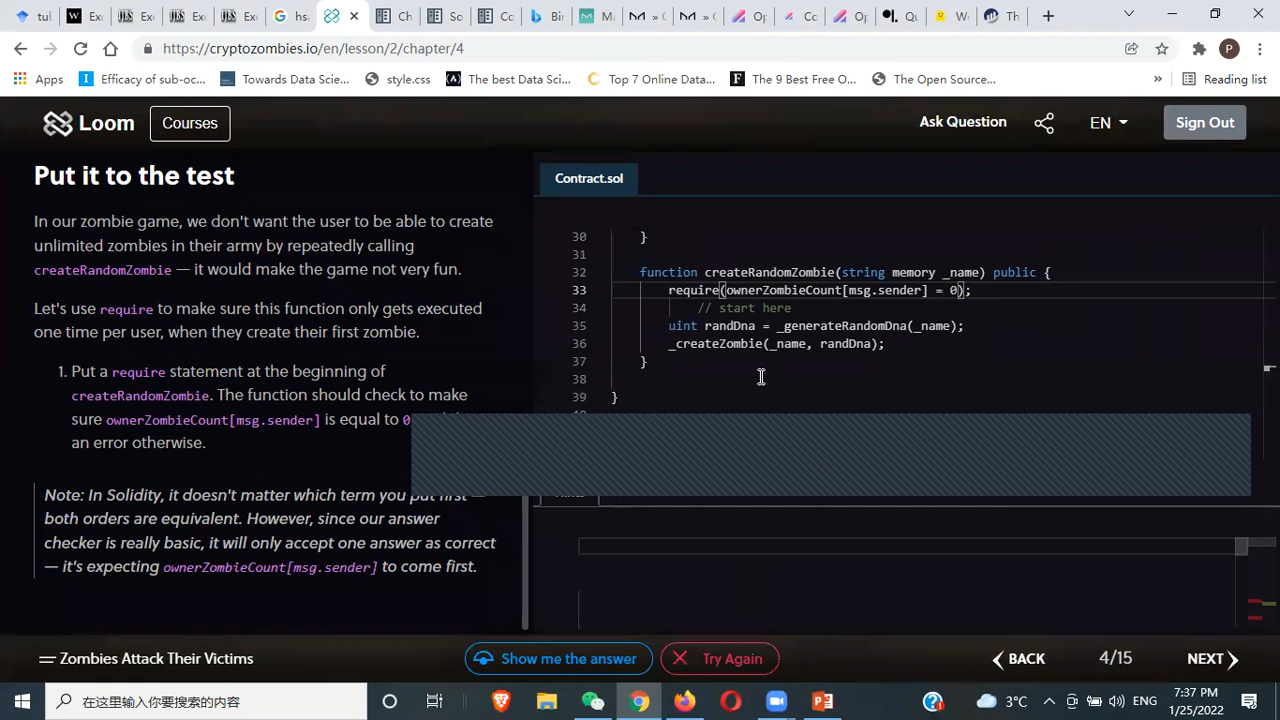 tul
Exc
Exc
Exc
hsa
Ch
So
Co
Bi
Ma
» C
» C
Op
Co
Op
Qu
Wa
Th
https://cryptozombies.io/en/lesson/2/chapter/4
P
Apps
Efficacy of sub-oc...
Towards Data Scien...
style.css
The best Data Sci...
Top 7 Online Data...
The 9 Best Free O...
The Open Source...
»
Reading list
Loom
Courses
Ask Question
EN
Sign Out
Put it to the test
In our zombie game, we don't want the user to be able to create
unlimited zombies in their army by repeatedly calling
createRandomZombie — it would make the game not very fun.
Let's use require to make sure this function only gets executed
one time per user, when they create their first zombie.
1. Put a require statement at the beginning of
createRandomZombie. The function should check to make
sure ownerZombieCount[msg.sender] is equal to 0
an error otherwise.
Note: In Solidity, it doesn't matter which term you put first —
both orders are equivalent. However, since our answer
checker is really basic, it will only accept one answer as correct
— it's expecting ownerZombieCount[msg.sender] to come first.
Contract.sol
30 }
31
32 function createRandomZombie(string memory _name) public {
33 require(ownerZombieCount[msg.sender] = 0);
34 // start here
35 uint randDna = _generateRandomDna(_name);
36 _createZombie(_name, randDna);
37 }
38
39 }
Zombies Attack Their Victims
Show me the answer
Try Again
BACK
4/15
NEXT
在这里输入你要搜索的内容
3°C
ENG
7:37 PM
1/25/2022